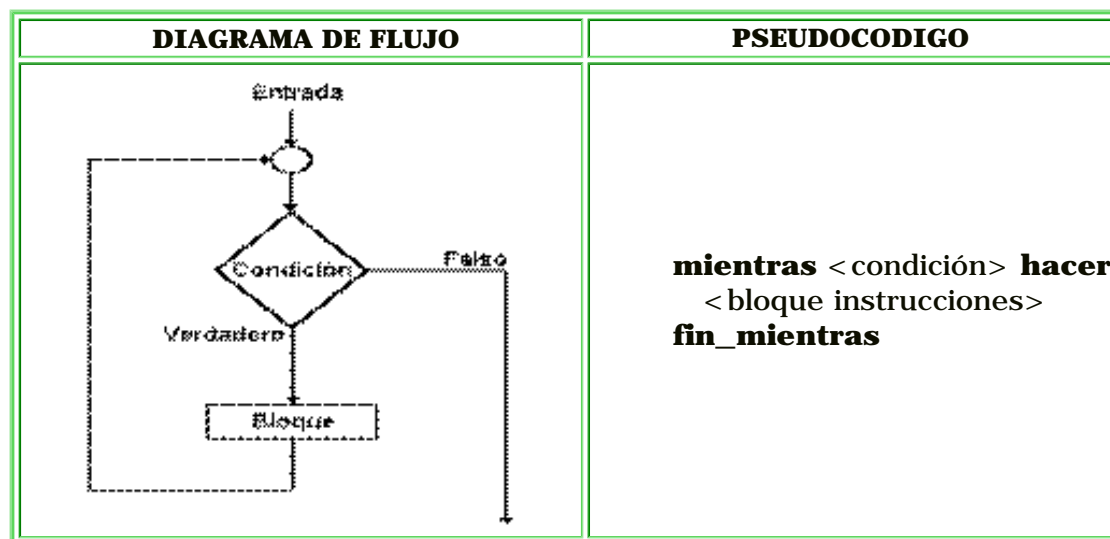 DIAGRAMA DE FLUJO
PSEUDOCODIGO
Entrada
Condición
Falso
Verdadero
Bloque
mientras <condición> hacer
<bloque instrucciones>
fin_mientras